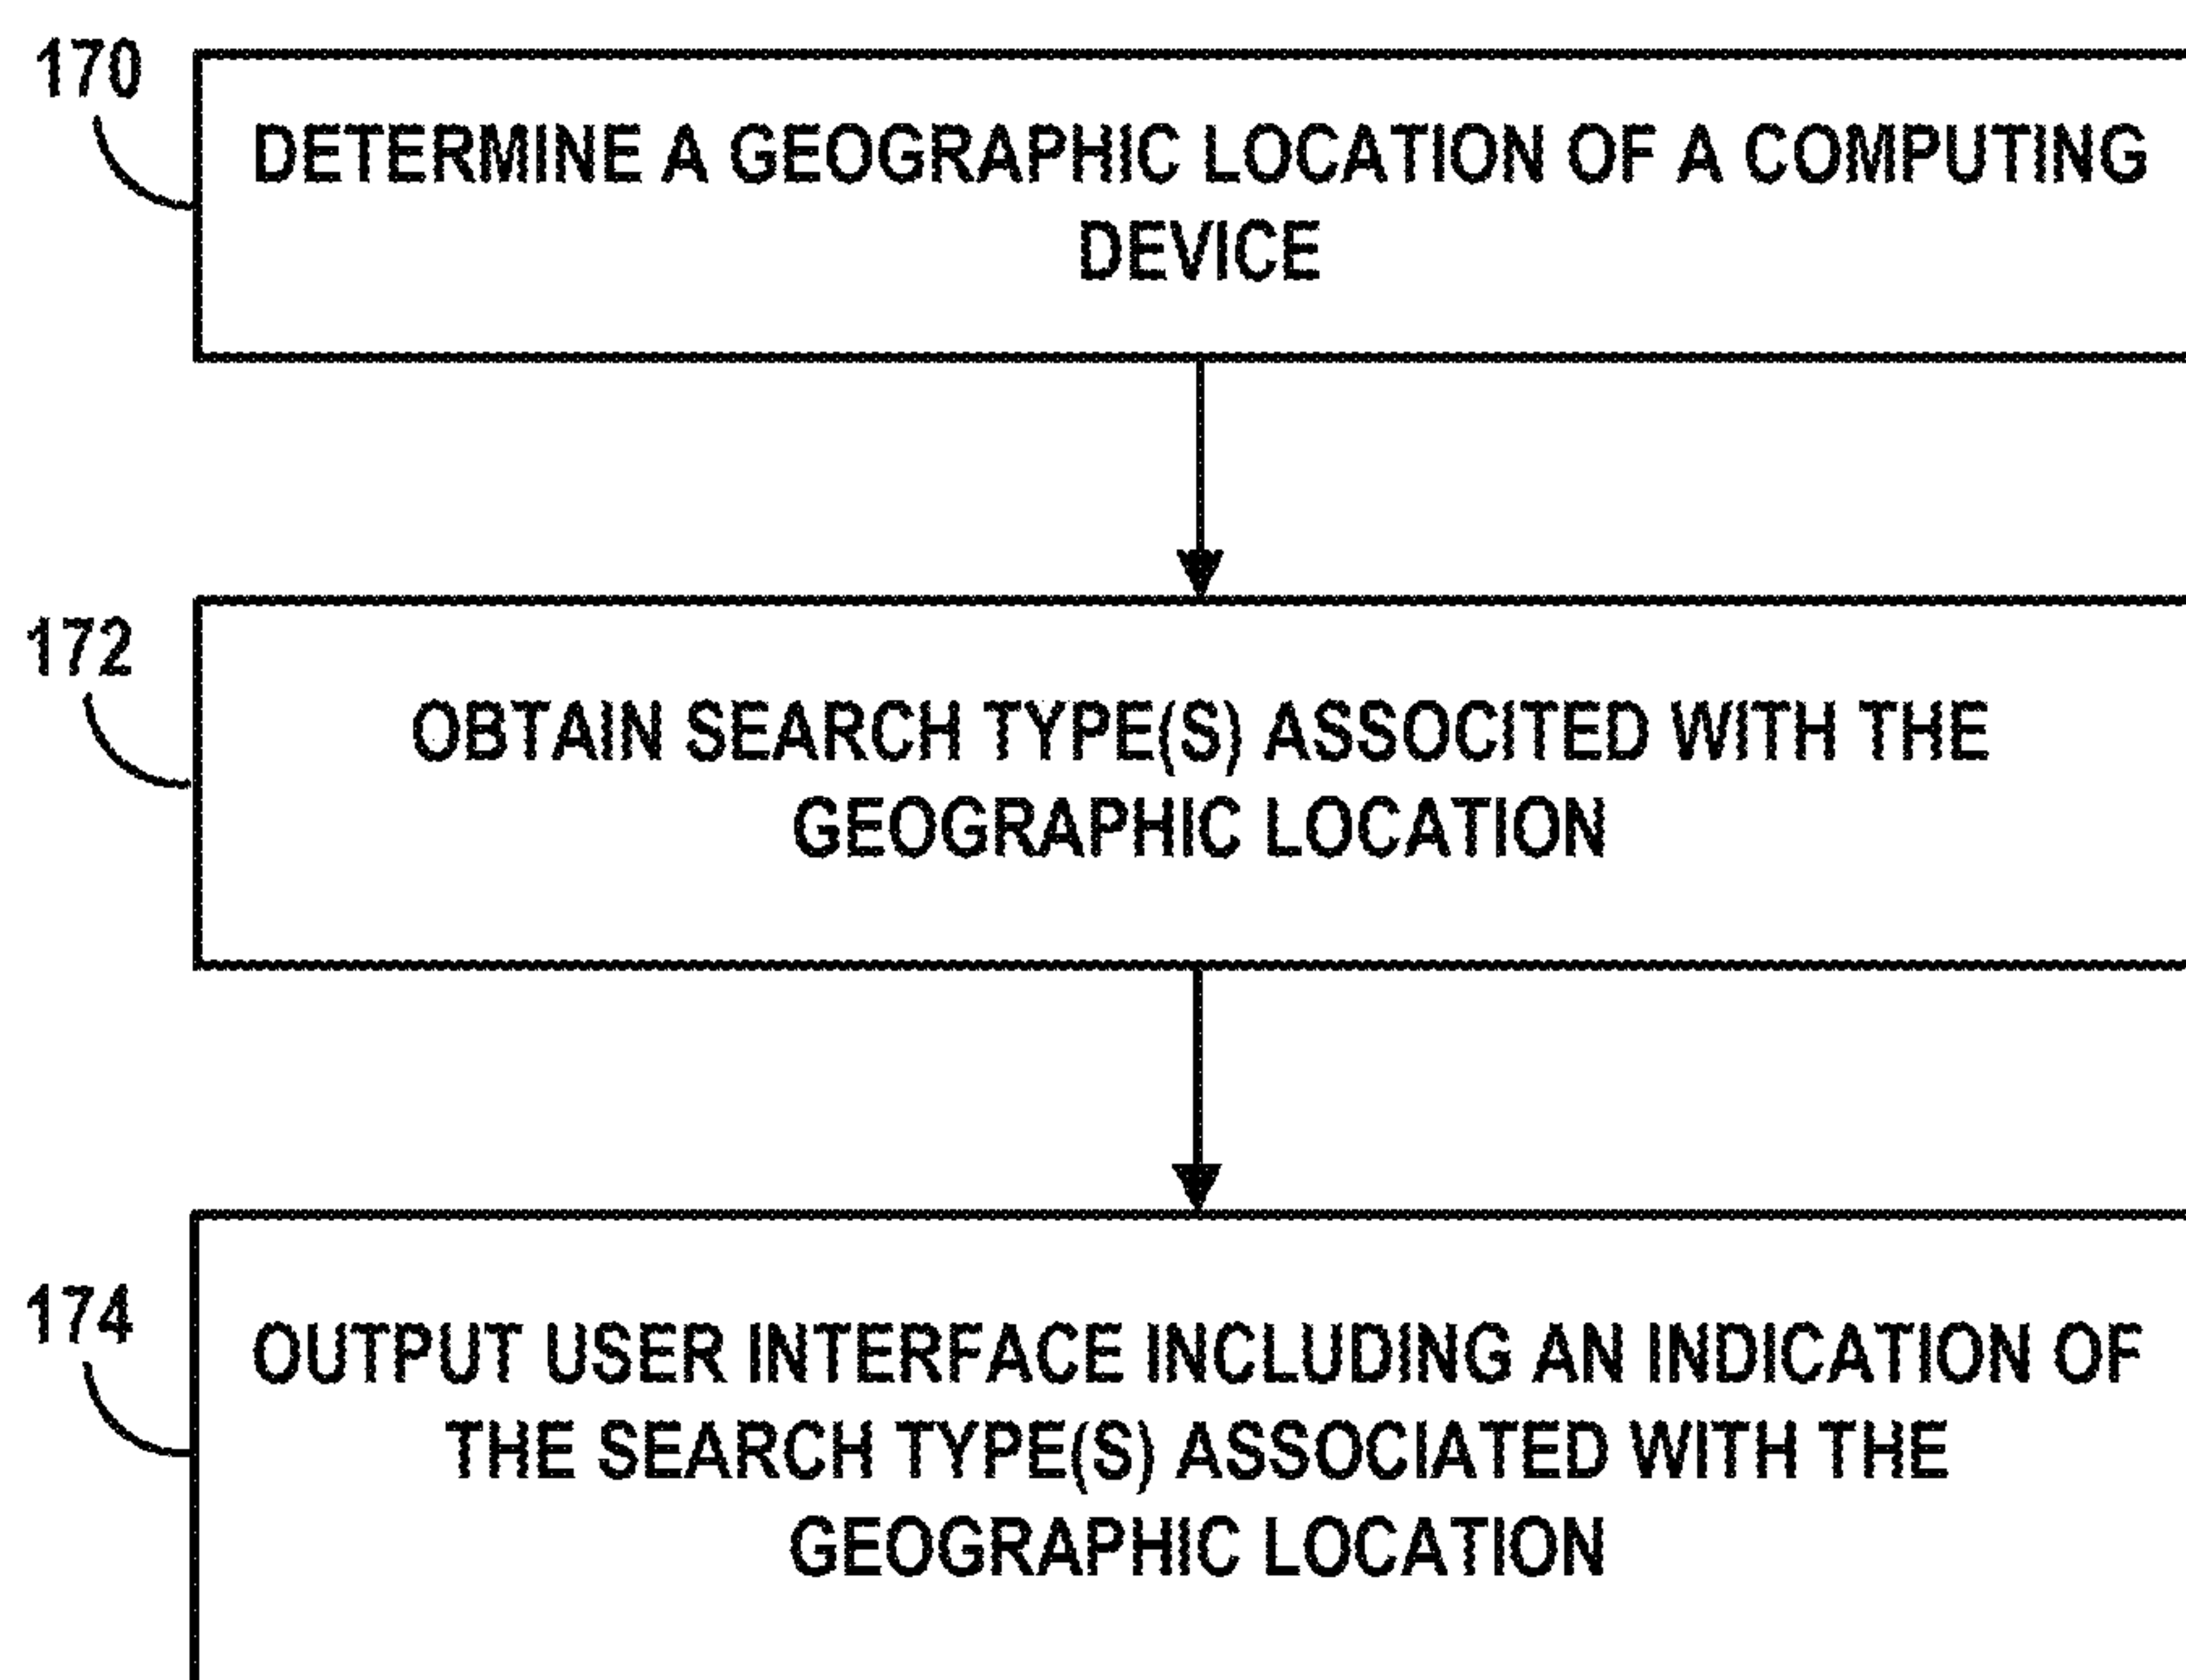 170
DETERMINE A GEOGRAPHIC LOCATION OF A COMPUTING
DEVICE
172
OBTAIN SEARCH TYPE(S) ASSOCITED WITH THE
GEOGRAPHIC LOCATION
174
OUTPUT USER INTERFACE INCLUDING AN INDICATION OF
THE SEARCH TYPE(S) ASSOCIATED WITH THE
GEOGRAPHIC LOCATION